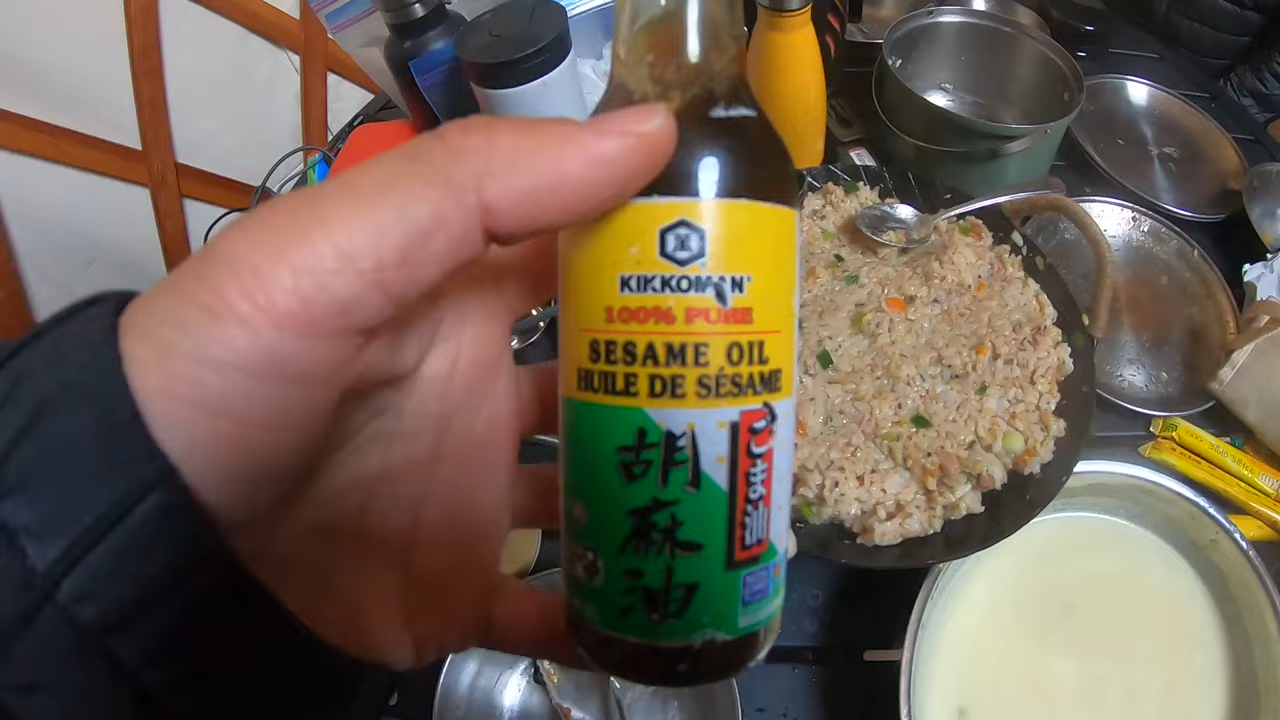 KIKKOMAN
100% PURE
SESAME OIL
HUILE DE SÉSAME
胡麻油
ごま油